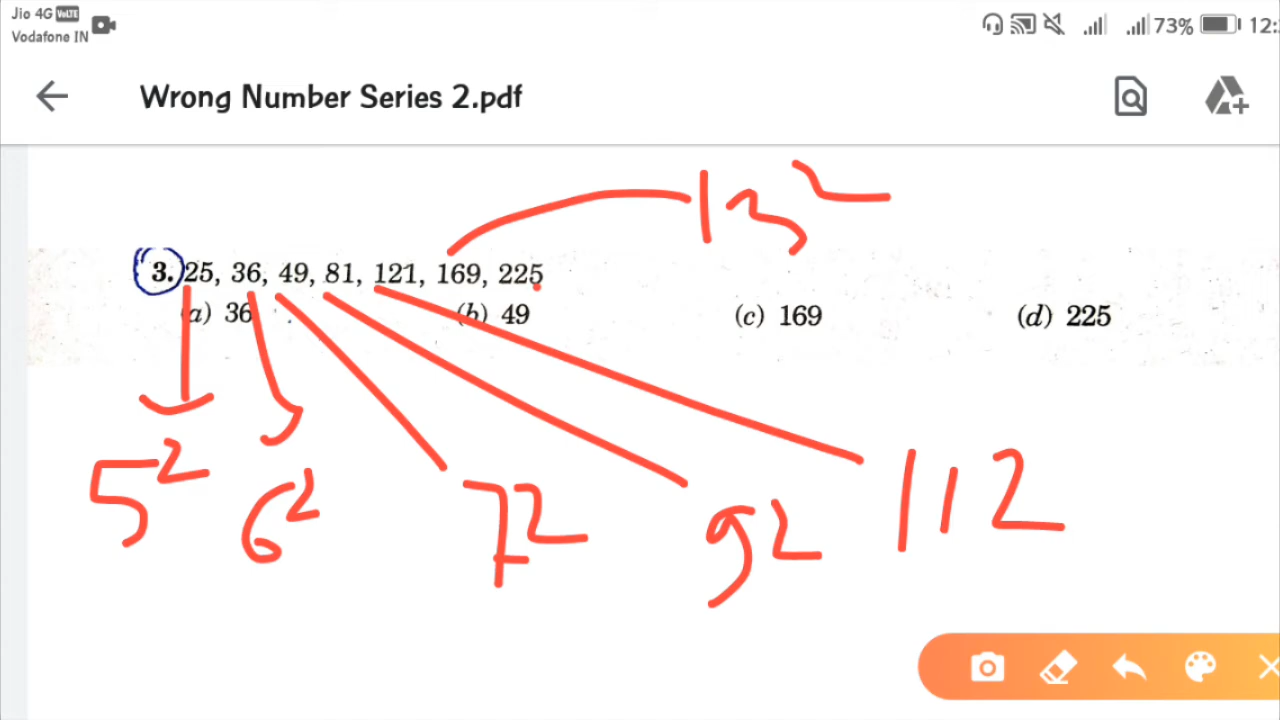 Jio 4G VoLTE
Vodafone IN
73% 12:
Wrong Number Series 2.pdf
13²
3. 25, 36, 49, 81, 121, 169, 225
(a) 36 (b) 49 (c) 169 (d) 225
5² 6² 7² 9² 11²